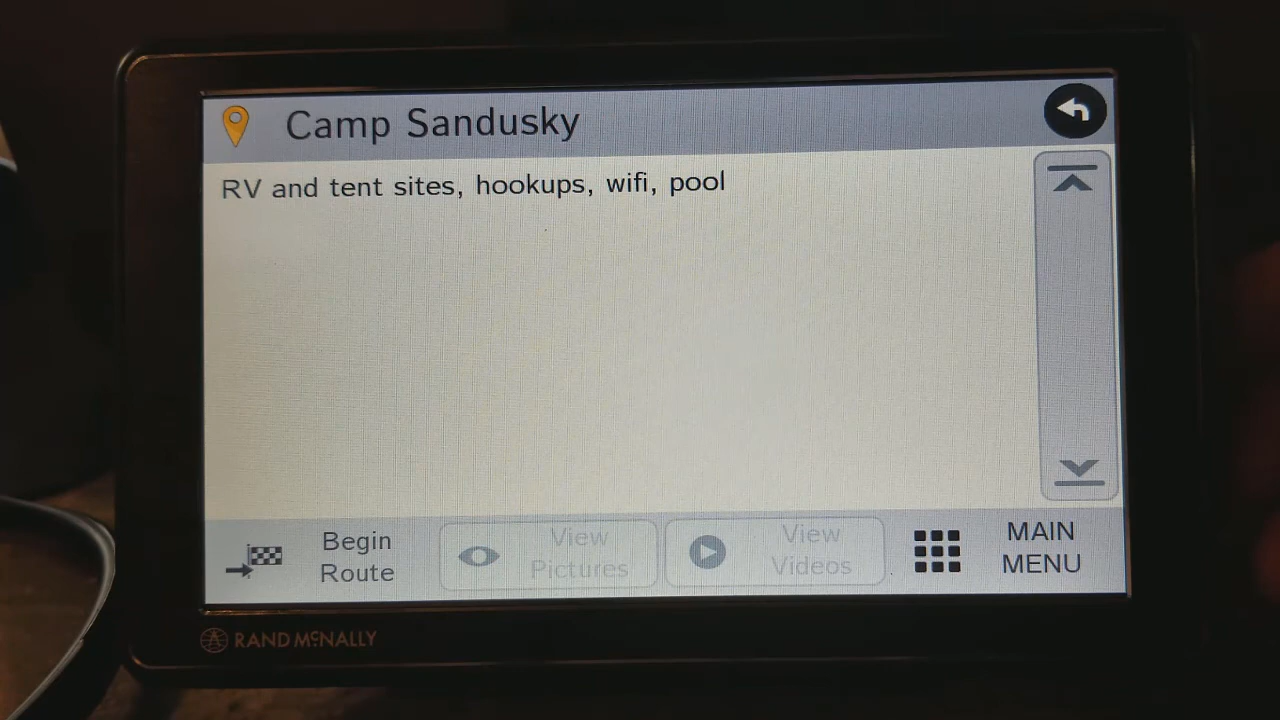 Camp Sandusky
RV and tent sites, hookups, wifi, pool
Begin
Route
View
Pictures
View
Videos
MAIN
MENU
RAND MCNALLY